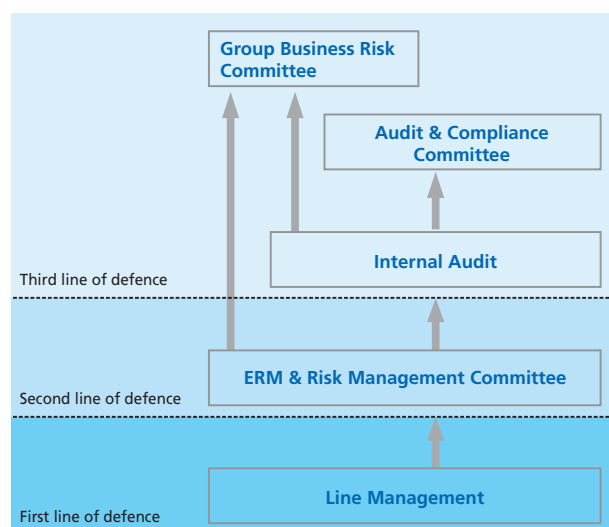 Group Business Risk
Committee
Audit & Compliance
Committee
Internal Audit
Third line of defence
ERM & Risk Management Committee
Second line of defence
Line Management
First line of defence